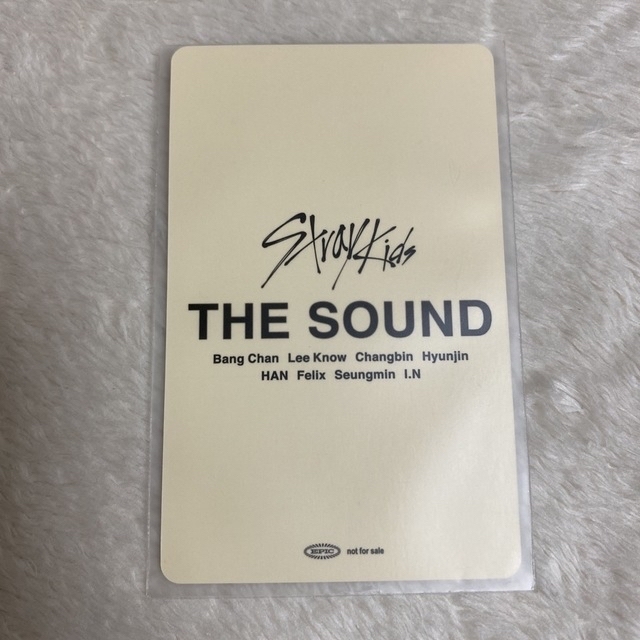 Stray Kids
THE SOUND
Bang Chan Lee Know Changbin Hyunjin
HAN Felix Seungmin I.N
EPIC not for sale